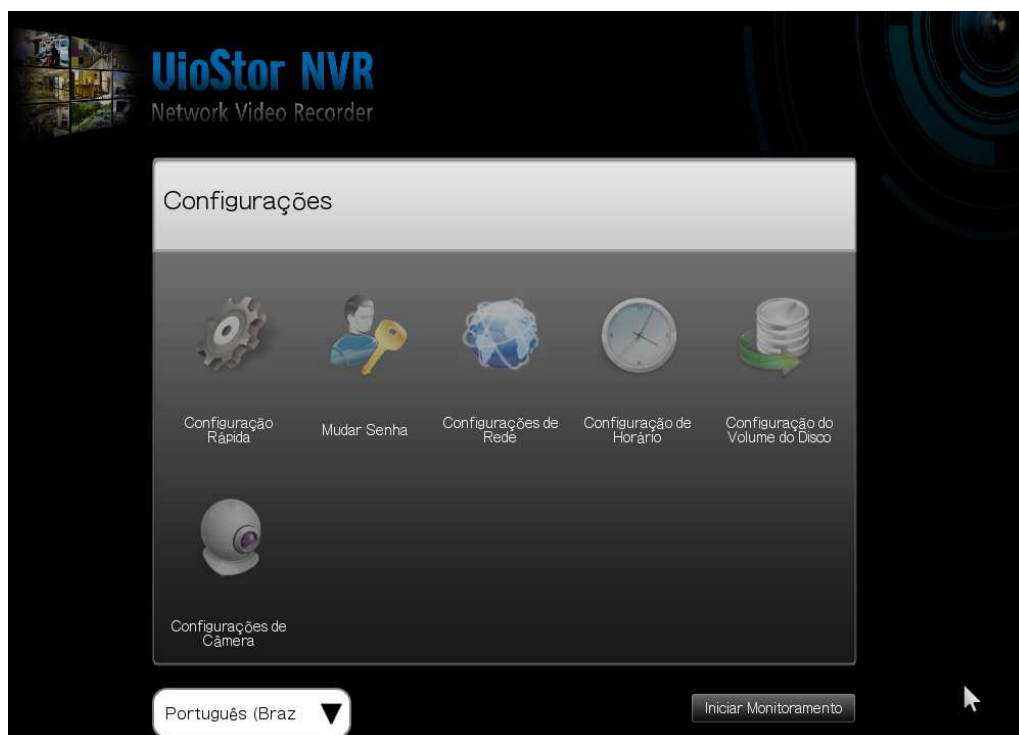 VioStor NVR
Network Video Recorder
Configurações
Configuração
Rápida
Mudar Senha
Configurações de
Rede
Configuração de
Horário
Configuração do
Volume do Disco
Configurações de
Câmera
Português (Braz
Iniciar Monitoramento